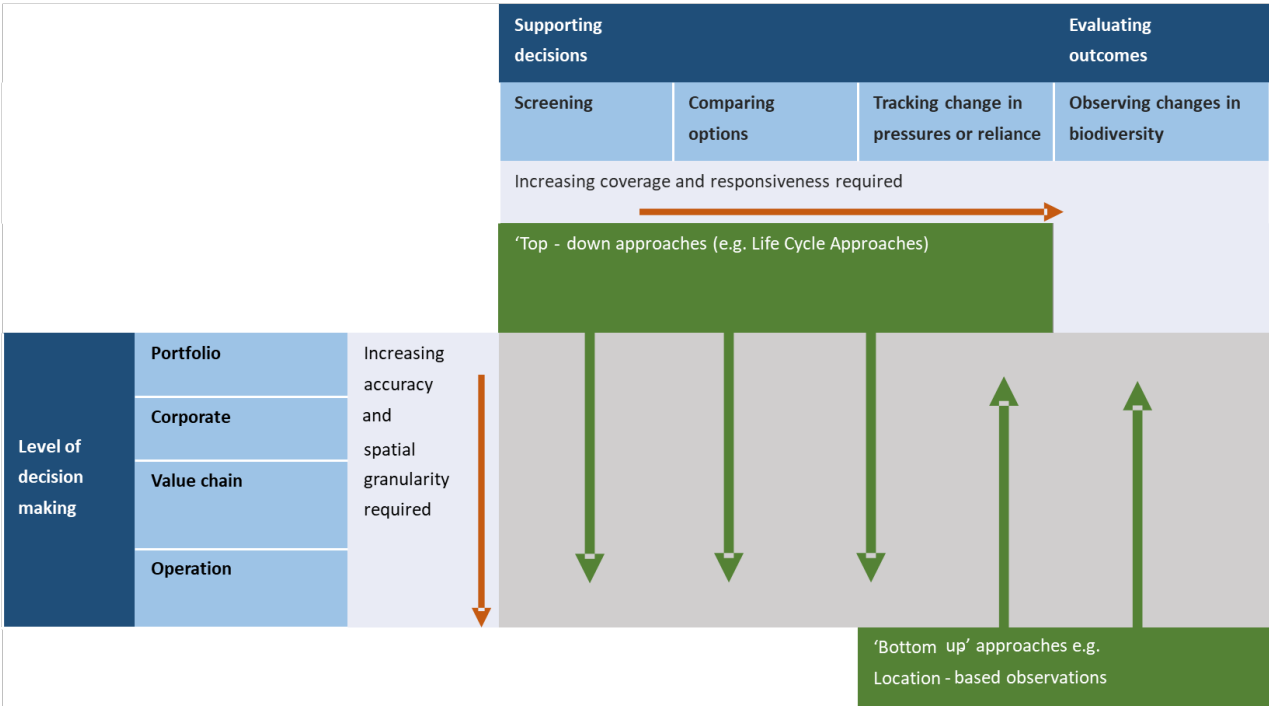 Supporting
decisions
Evaluating
outcomes
Screening
Comparing
options
Tracking change in
pressures or reliance
Observing changes in
biodiversity
Increasing coverage and responsiveness required
‘Top - down approaches (e.g. Life Cycle Approaches)
Level of
decision
making
Portfolio
Corporate
Value chain
Operation
Increasing
accuracy
and
spatial
granularity
required
‘Bottom up’ approaches e.g.
Location - based observations